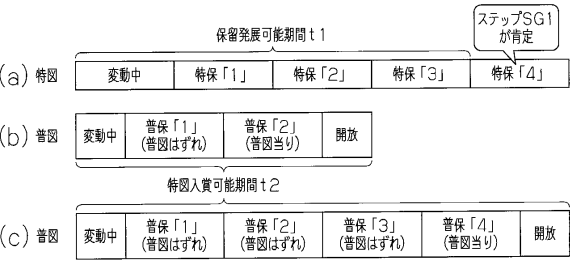 ステップSG1
が肯定
保留発展可能期間t1
(a) 特図 変動中 特保「1」 特保「2」 特保「3」 特保「4」
(b) 普図 変動中 普保「1」 (普図はずれ) 普保「2」 (普図当り) 開放
特図入賞可能期間t2
(c) 普図 変動中 普保「1」 (普図はずれ) 普保「2」 (普図はずれ) 普保「3」 (普図はずれ) 普保「4」 (普図当り) 開放